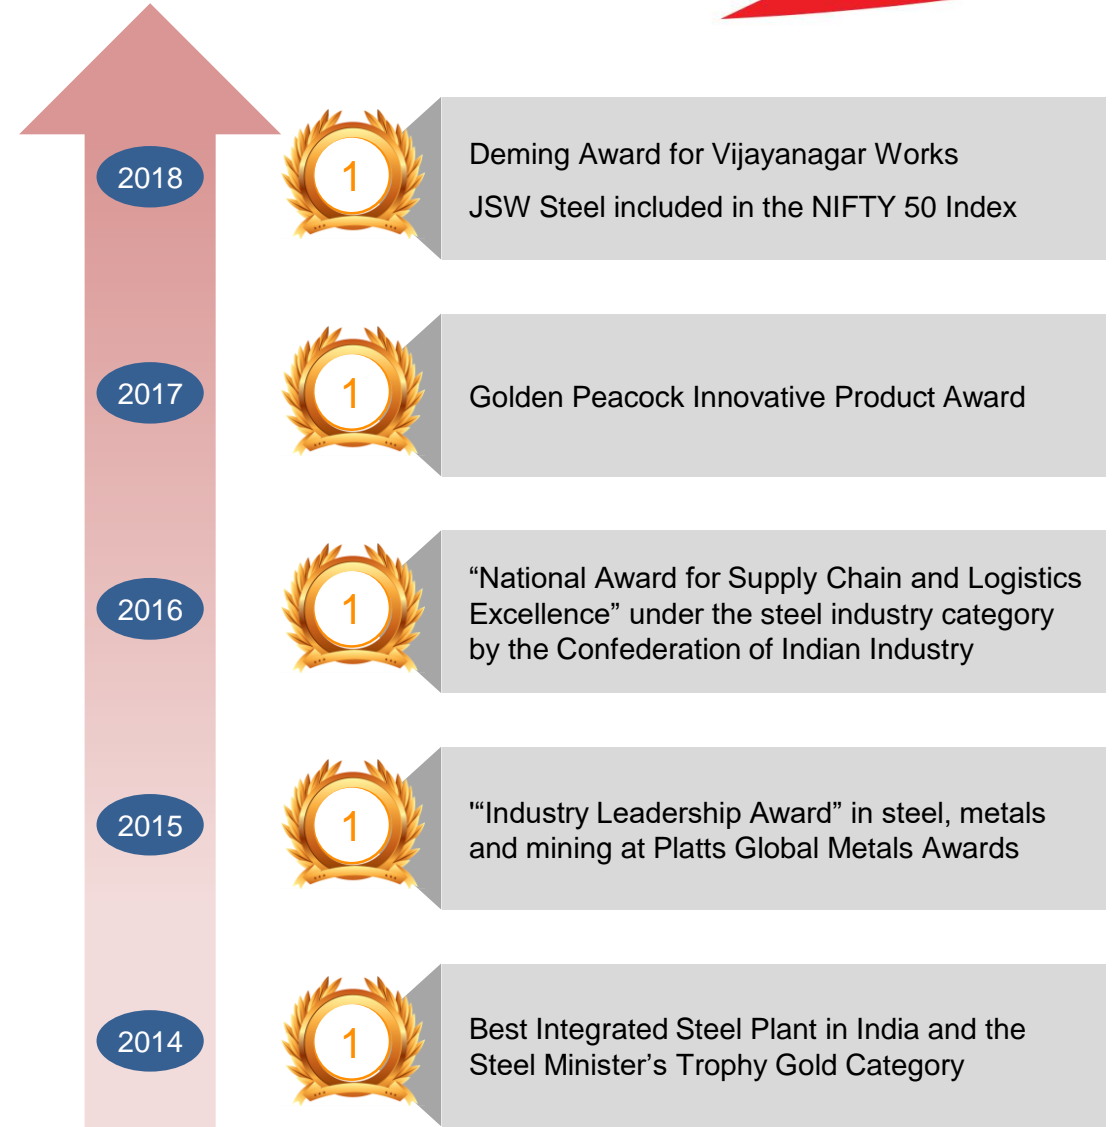 2018
1
Deming Award for Vijayanagar Works
JSW Steel included in the NIFTY 50 Index
2017
1
Golden Peacock Innovative Product Award
2016
1
“National Award for Supply Chain and Logistics
Excellence” under the steel industry category
by the Confederation of Indian Industry
2015
1
'“Industry Leadership Award” in steel, metals
and mining at Platts Global Metals Awards
2014
1
Best Integrated Steel Plant in India and the
Steel Minister’s Trophy Gold Category